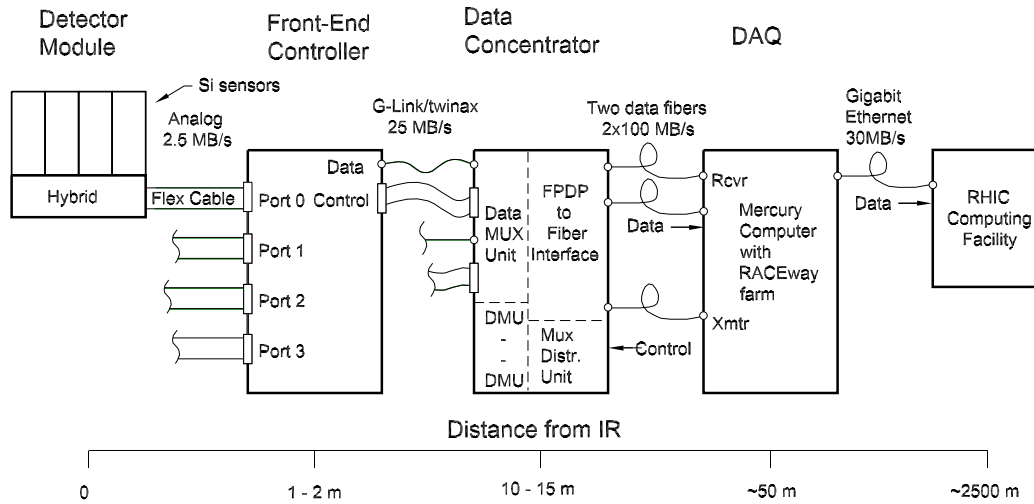 Detector
Module
Front-End
Controller
Data
Concentrator
DAQ
Si sensors
Analog
2.5 MB/s
G-Link/twinax
25 MB/s
Two data fibers
2x100 MB/s
Gigabit
Ethernet
30MB/s
Hybrid
Flex Cable
Port 0
Port 1
Port 2
Port 3
Data
Control
Data
MUX
Unit
DMU
-
-
DMU
FPDP
to
Fiber
Interface
Mux
Distr.
Unit
Data
Control
Rcvr
Mercury
Computer
with
RACEway
farm
Xmtr
Data
RHIC
Computing
Facility
Distance from IR
0
1 - 2 m
10 - 15 m
~50 m
~2500 m